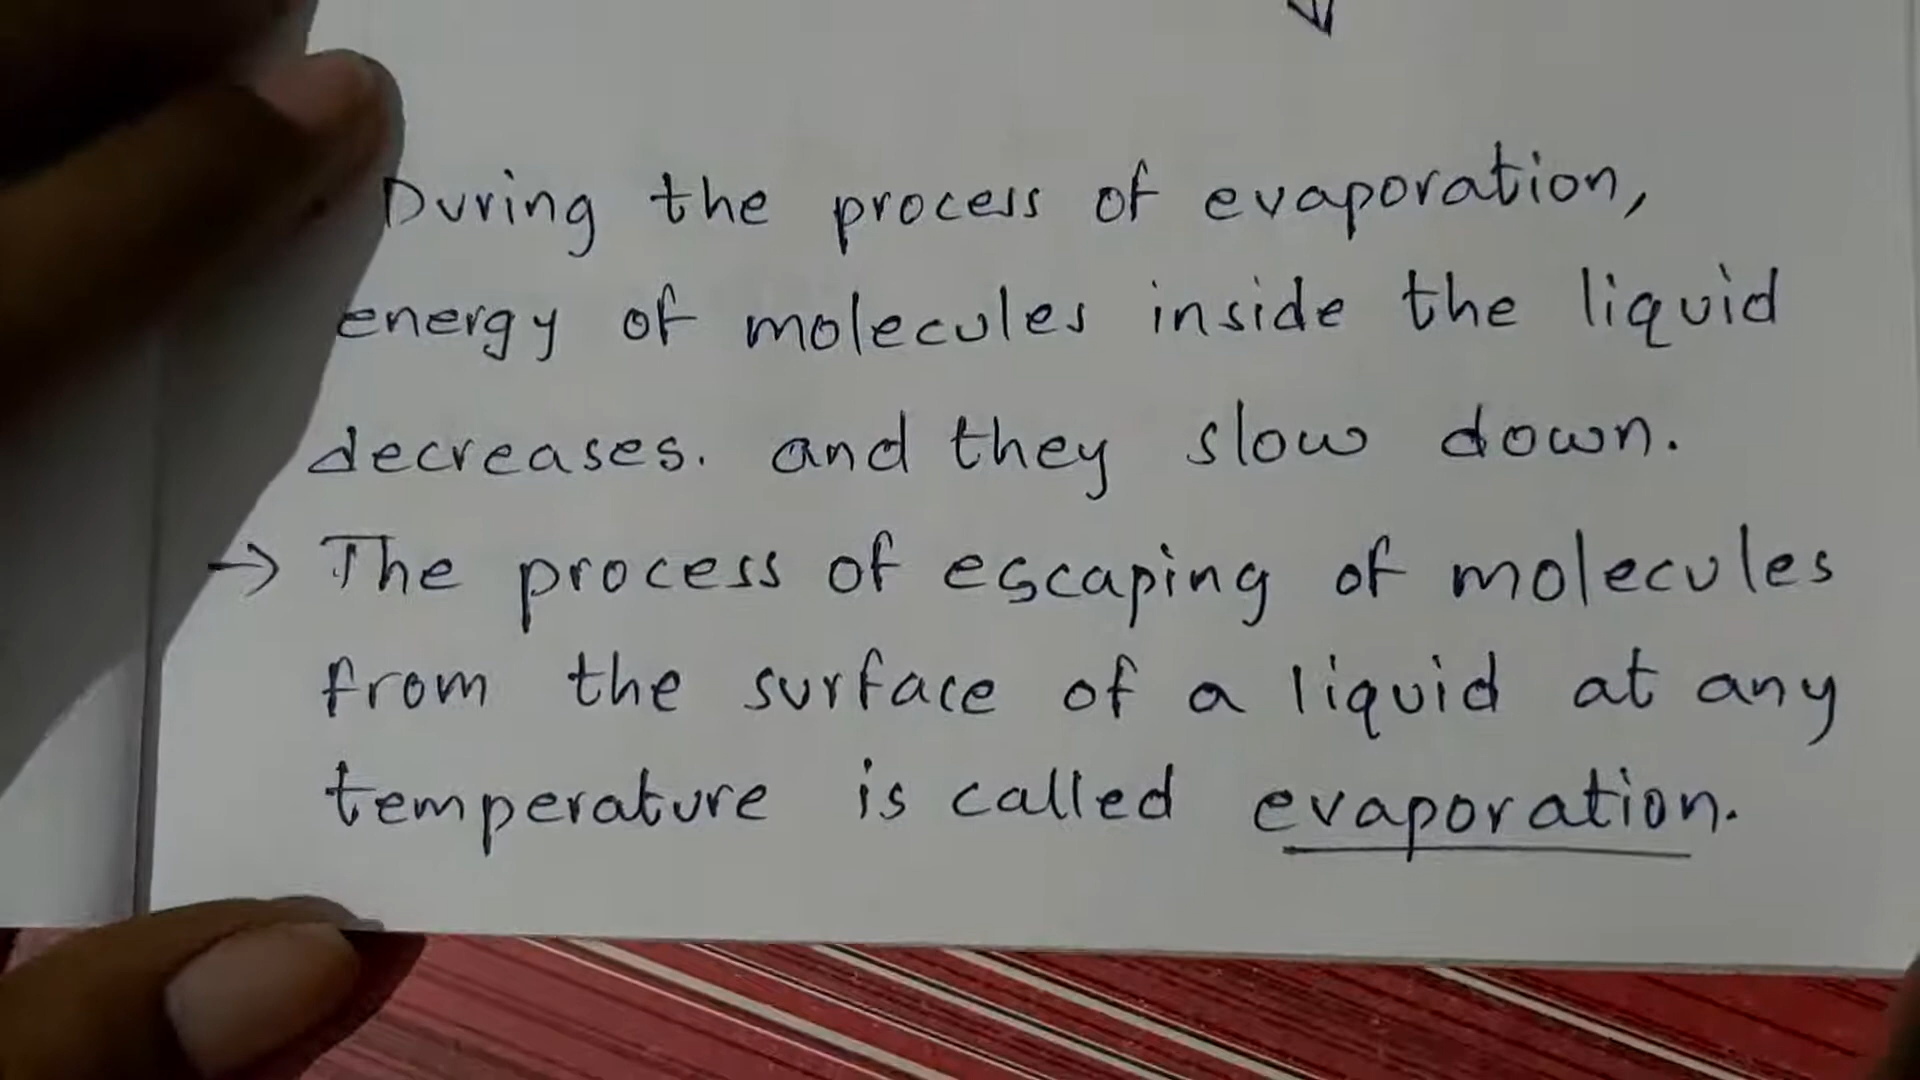 During the process of evaporation,
energy of molecules inside the liquid
decreases. and they slow down.
→ The process of escaping of molecules
from the surface of a liquid at any
temperature is called evaporation.